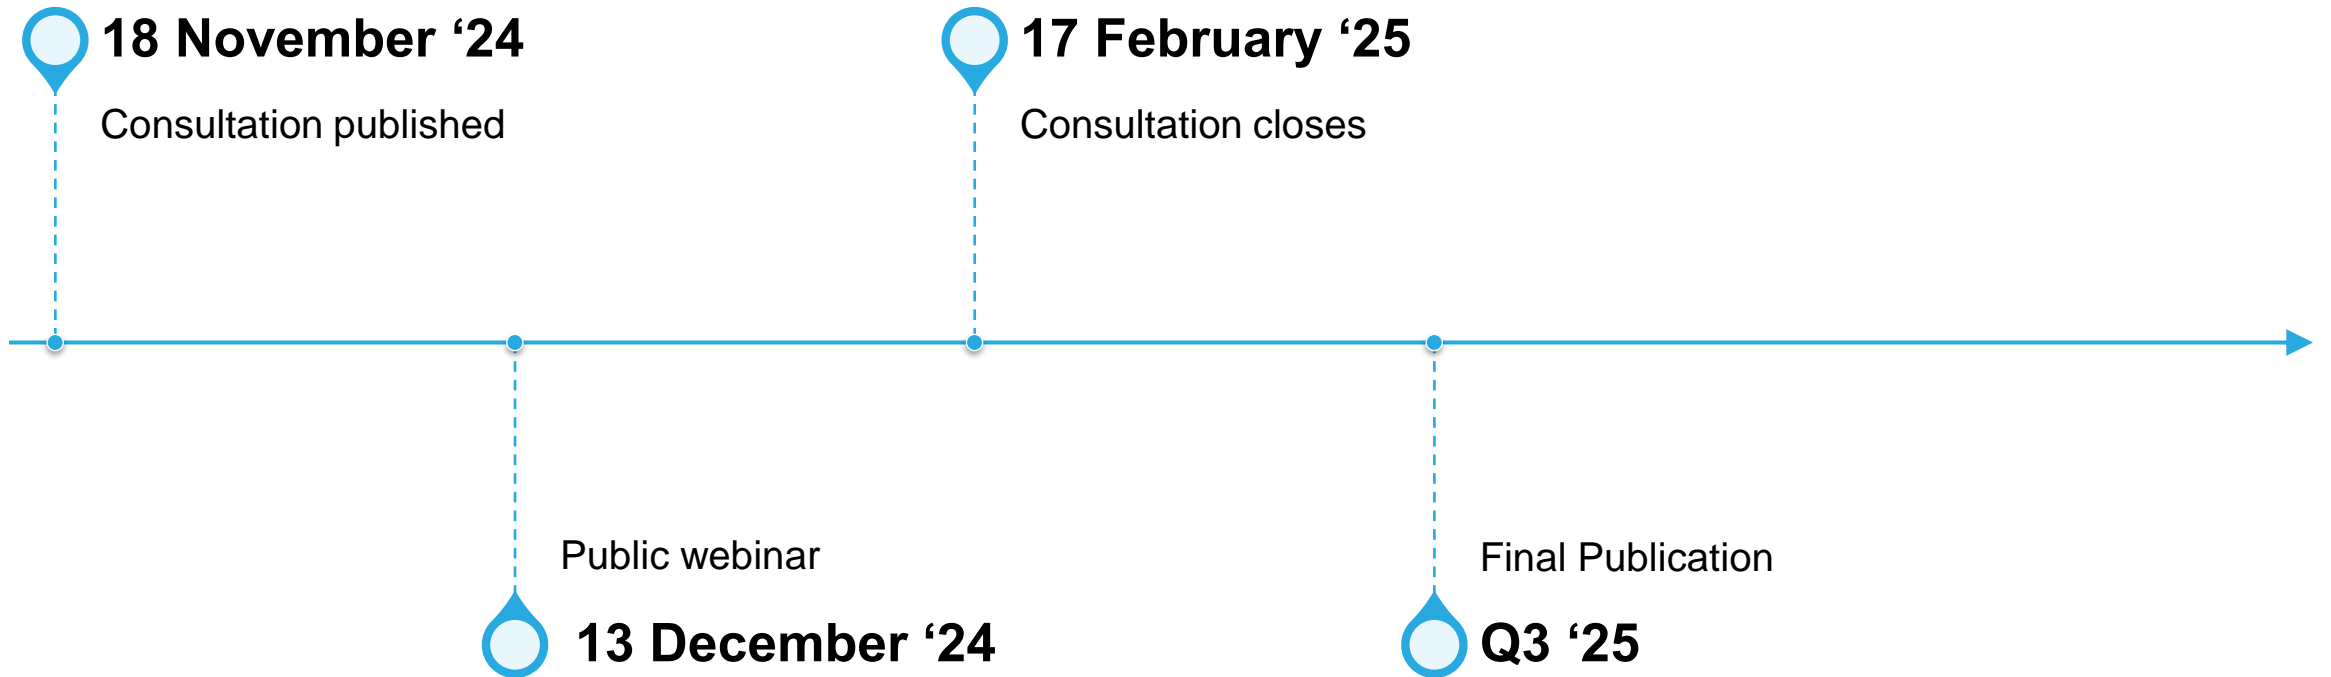 18 November ‘24
Consultation published
Public webinar
13 December ‘24
17 February ‘25
Consultation closes
Final Publication
Q3 ‘25